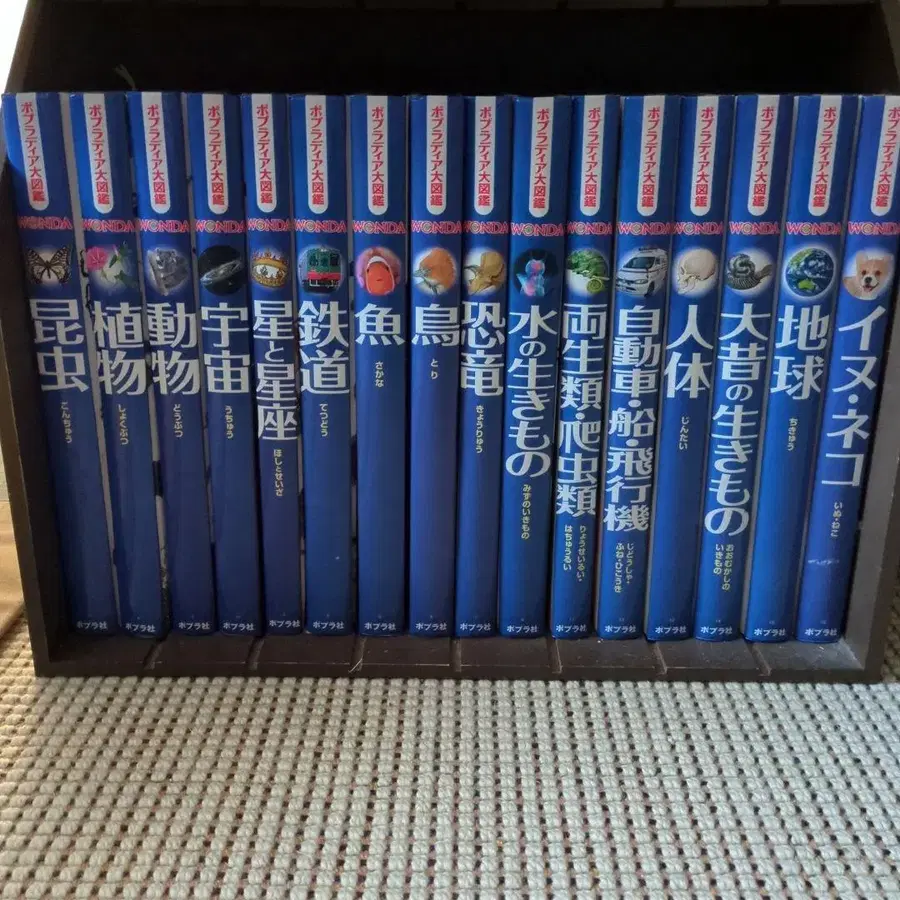 ポプラディア大図鑑
WONDA
昆虫
こんちゅう
ポプラディア大図鑑
WONDA
植物
しょくぶつ
ポプラ社
ポプラディア大図鑑
WONDA
動物
どうぶつ
ポプラ社
ポプラディア大図鑑
WONDA
宇宙
うちゅう
ポプラ社
ポプラディア大図鑑
WONDA
星と星座
ほしとせいざ
ポプラ社
ポプラディア大図鑑
WONDA
鉄道
てつどう
ポプラ社
ポプラディア大図鑑
WONDA
魚
さかな
ポプラ社
ポプラディア大図鑑
WONDA
鳥
とり
ポプラ社
ポプラディア大図鑑
WONDA
恐竜
きょうりゅう
ポプラ社
ポプラディア大図鑑
WONDA
水の生きもの
みずのいきもの
ポプラ社
ポプラディア大図鑑
WONDA
両生類・爬虫類
りょうせいるい・
はちゅうるい
ポプラ社
ポプラディア大図鑑
WONDA
自動車・船・飛行機
じどうしゃ・
ふね・ひこうき
ポプラ社
ポプラディア大図鑑
WONDA
人体
じんたい
ポプラ社
ポプラディア大図鑑
WONDA
大昔の生きもの
おおむかしの
いきもの
14
ポプラ社
ポプラディア大図鑑
WONDA
地球
ちきゅう
ポプラ社
ポプラディア大図鑑
WONDA
イヌ・ネコ
いぬ・ねこ
ポプラ社